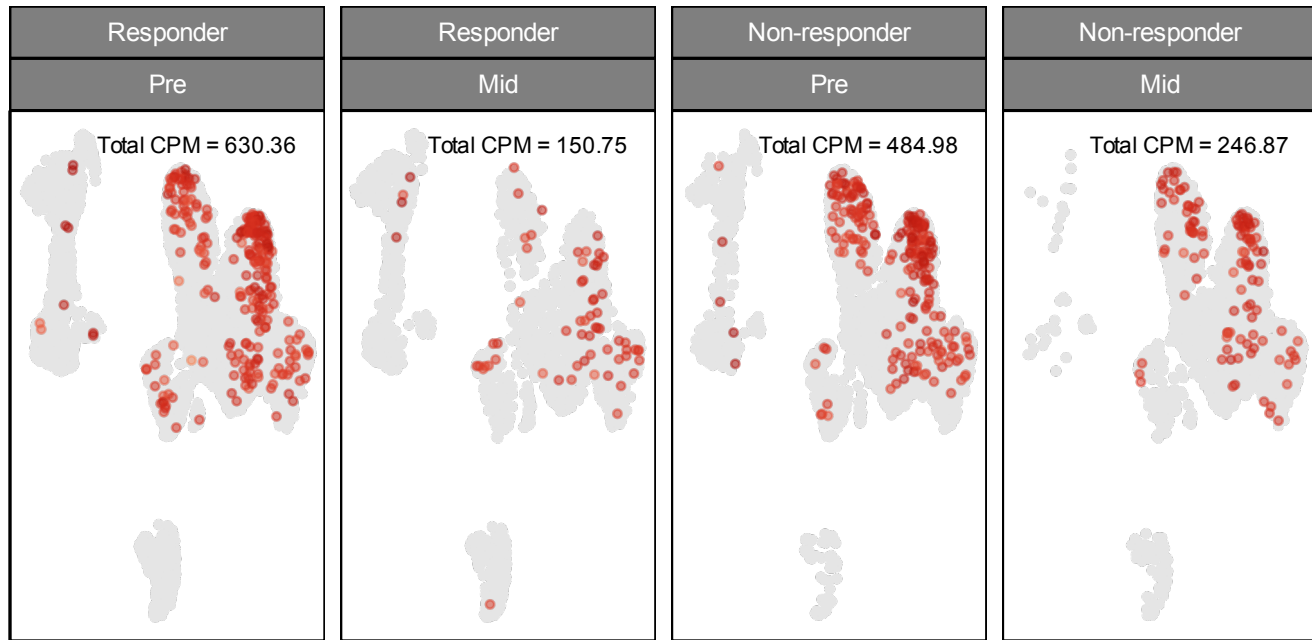 Responder
Pre
Total CPM = 630.36
Responder
Mid
Total CPM = 150.75
Non-responder
Pre
Total CPM = 484.98
Non-responder
Mid
Total CPM = 246.87